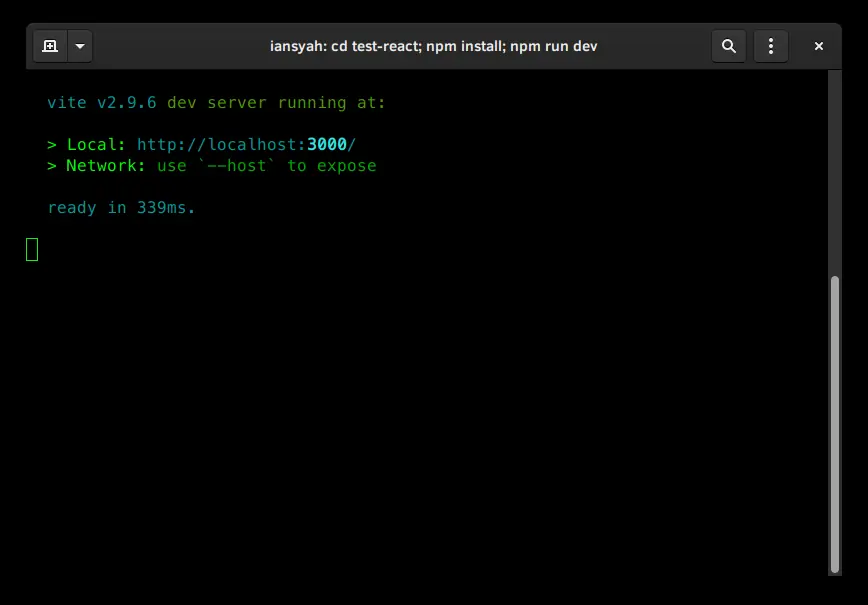 iansyah: cd test-react; npm install; npm run dev
vite v2.9.6 dev server running at:
> Local: http://localhost:3000/
> Network: use `--host` to expose
ready in 339ms.